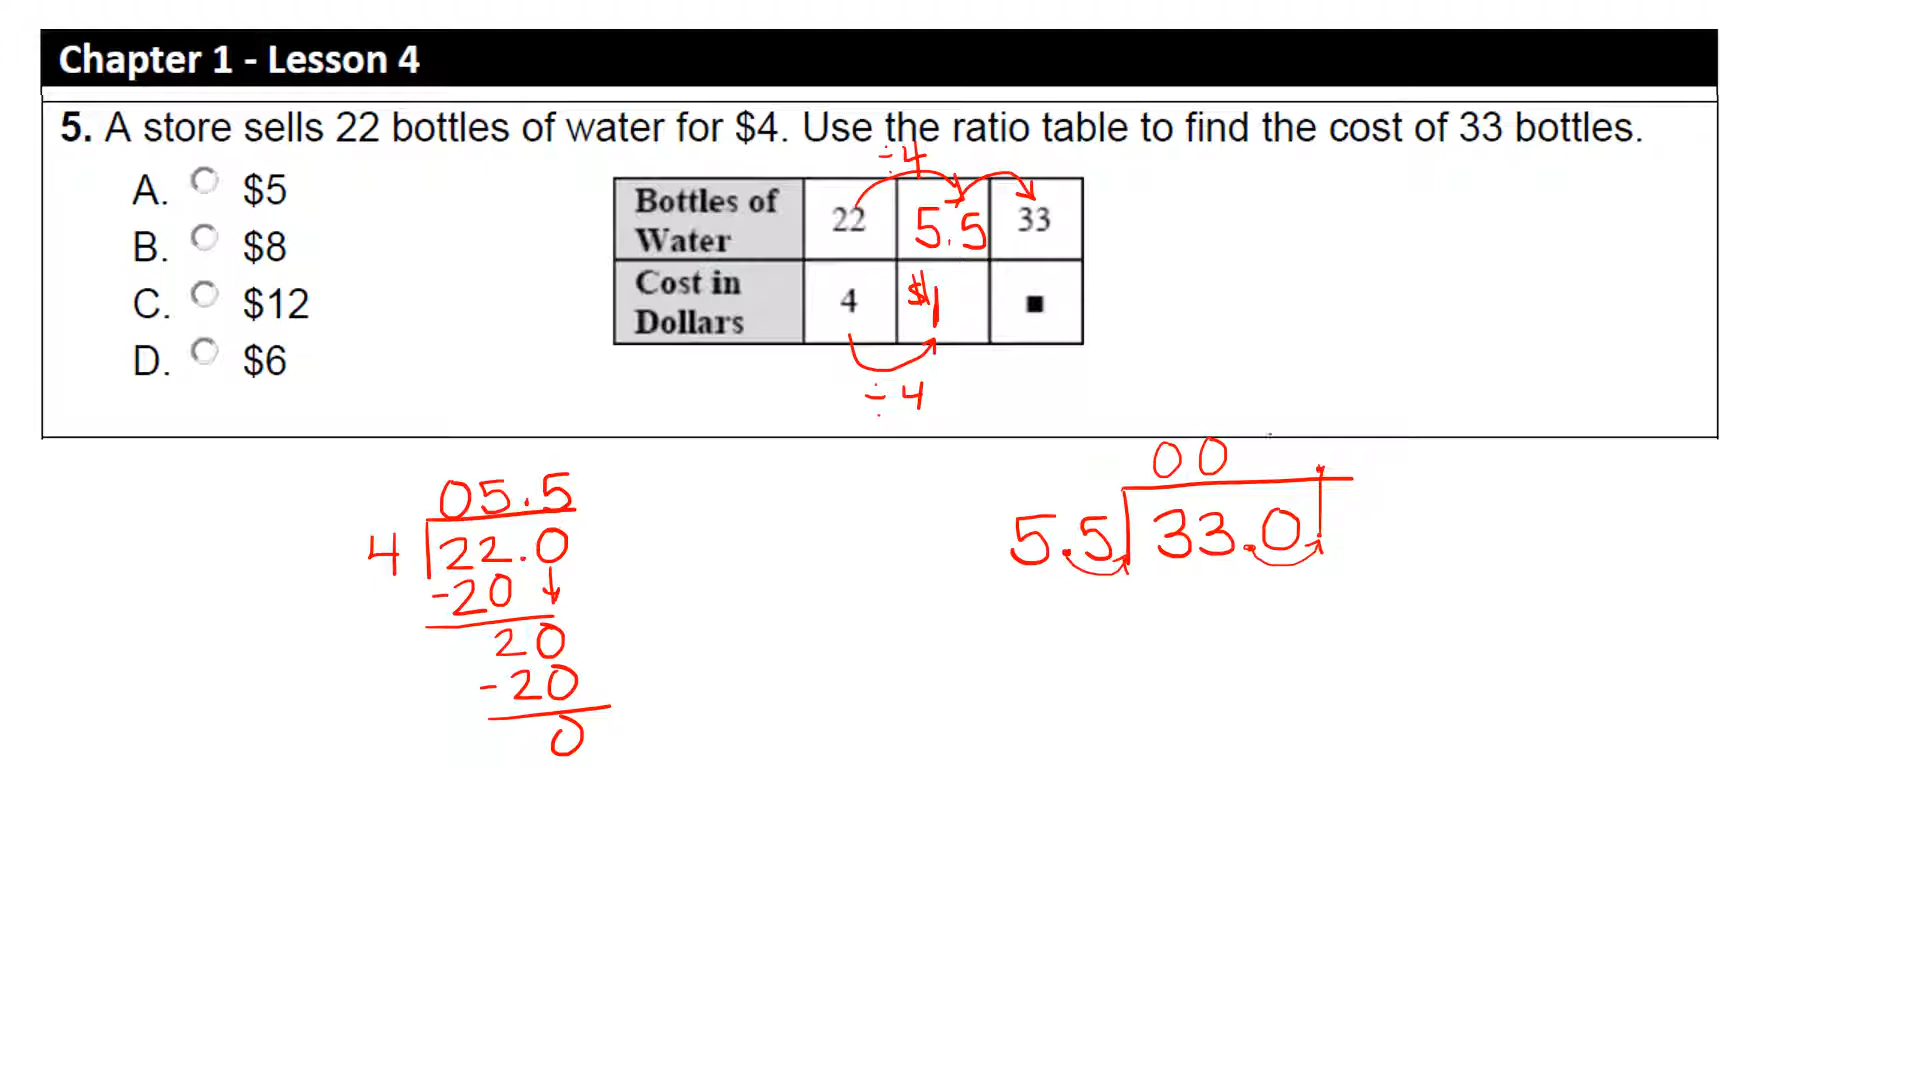 Chapter 1 - Lesson 4
5. A store sells 22 bottles of water for $4. Use the ratio table to find the cost of 33 bottles.
A. $5
B. $8
C. $12
D. $6
÷4
Bottles of Water 22 5.5 33
Cost in Dollars 4 $1 ■
÷4
05.5
4 22.0
-20
20
-20
0
00.
5.5 33.0.